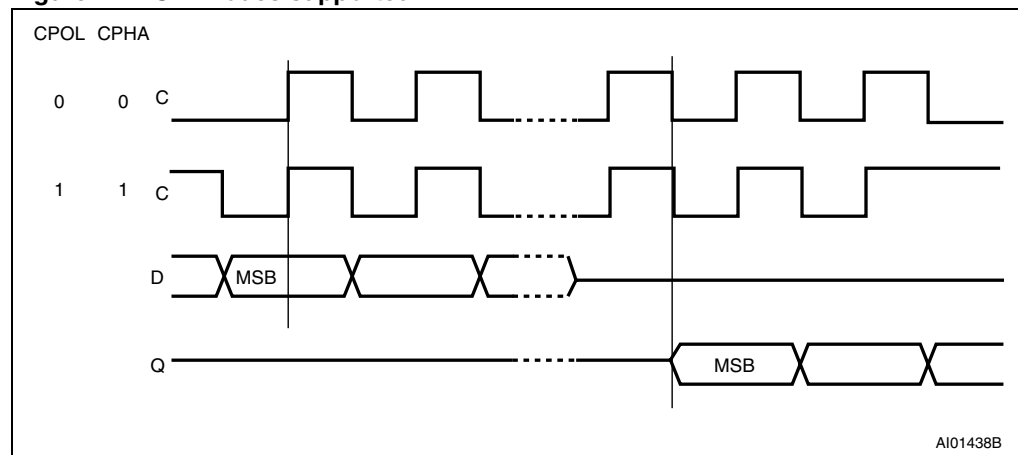 CPOL CPHA
0 0 C
1 1 C
D MSB
Q MSB
AI01438B